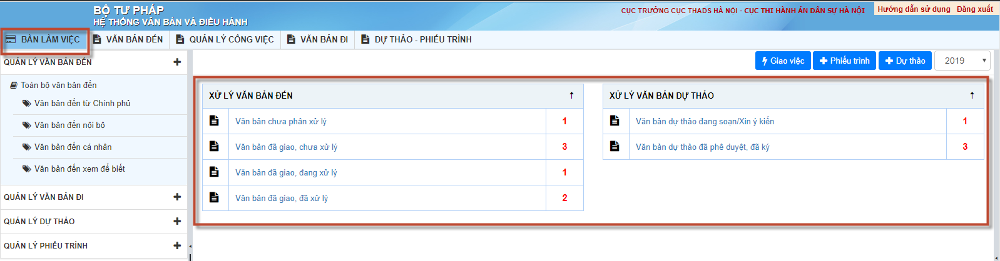 BỘ TƯ PHÁP
HỆ THỐNG VĂN BẢN VÀ ĐIỀU HÀNH
CỤC TRƯỞNG CỤC THADS HÀ NỘI - CỤC THI HÀNH ÁN DÂN SỰ HÀ NỘI
Hướng dẫn sử dụng Đăng xuất
BÀN LÀM VIỆC
VĂN BẢN ĐẾN
QUẢN LÝ CÔNG VIỆC
VĂN BẢN ĐI
DỰ THẢO - PHIẾU TRÌNH
QUẢN LÝ VĂN BẢN ĐẾN
Toàn bộ văn bản đến
Văn bản đến từ Chính phủ
Văn bản đến nội bộ
Văn bản đến cá nhân
Văn bản đến xem để biết
QUẢN LÝ VĂN BẢN ĐI
QUẢN LÝ DỰ THẢO
QUẢN LÝ PHIẾU TRÌNH
Giao việc
Phiếu trình
Dự thảo
2019
XỬ LÝ VĂN BẢN ĐẾN
Văn bản chưa phân xử lý 1
Văn bản đã giao, chưa xử lý 3
Văn bản đã giao, đang xử lý 1
Văn bản đã giao, đã xử lý 2
XỬ LÝ VĂN BẢN DỰ THẢO
Văn bản dự thảo đang soạn/Xin ý kiến 1
Văn bản dự thảo đã phê duyệt, đã ký 3